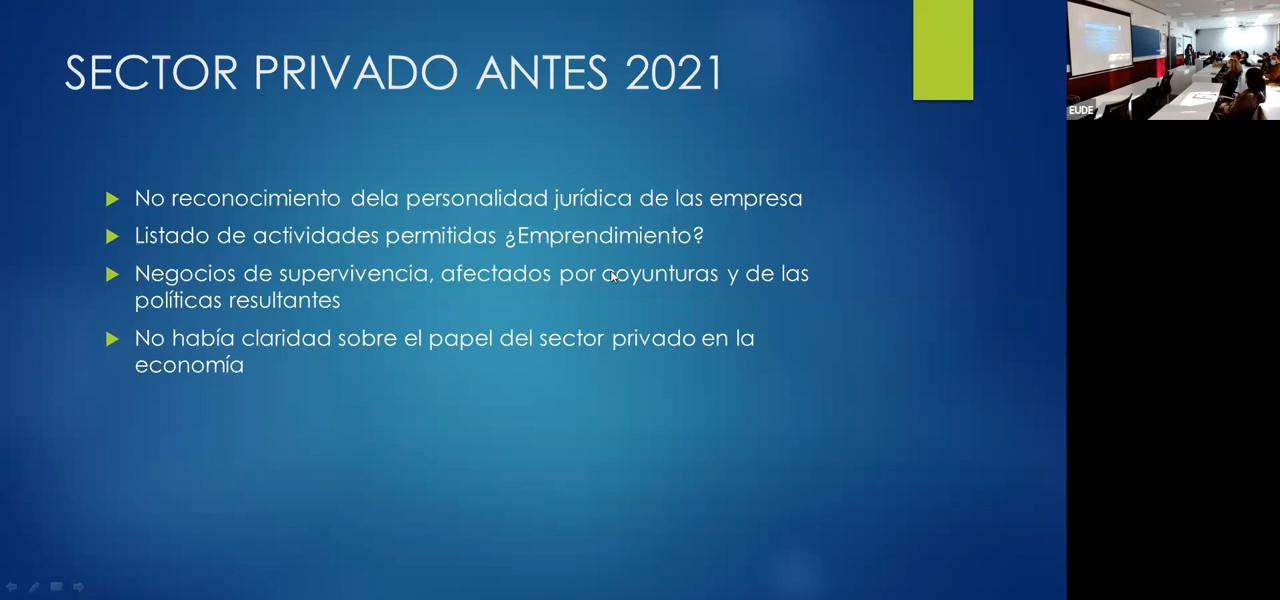 SECTOR PRIVADO ANTES 2021
No reconocimiento dela personalidad jurídica de las empresa
Listado de actividades permitidas ¿Emprendimiento?
Negocios de supervivencia, afectados por coyunturas y de las
políticas resultantes
No había claridad sobre el papel del sector privado en la
economía
EUDE